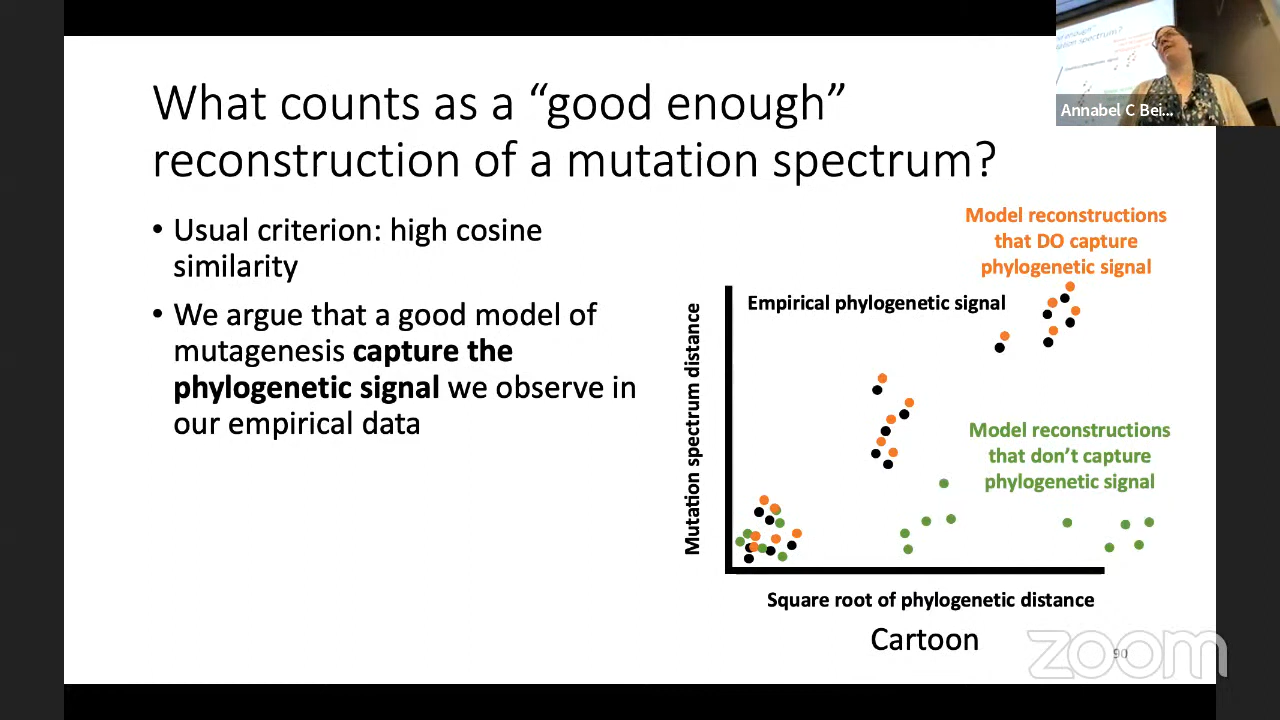 What counts as a “good enough”
reconstruction of a mutation spectrum?
• Usual criterion: high cosine
similarity
• We argue that a good model of
mutagenesis capture the
phylogenetic signal we observe in
our empirical data
Model reconstructions
that DO capture
phylogenetic signal
Empirical phylogenetic signal
Mutation spectrum distance
Model reconstructions
that don’t capture
phylogenetic signal
Square root of phylogenetic distance
Cartoon
90
zoom
Annabel C Bei...